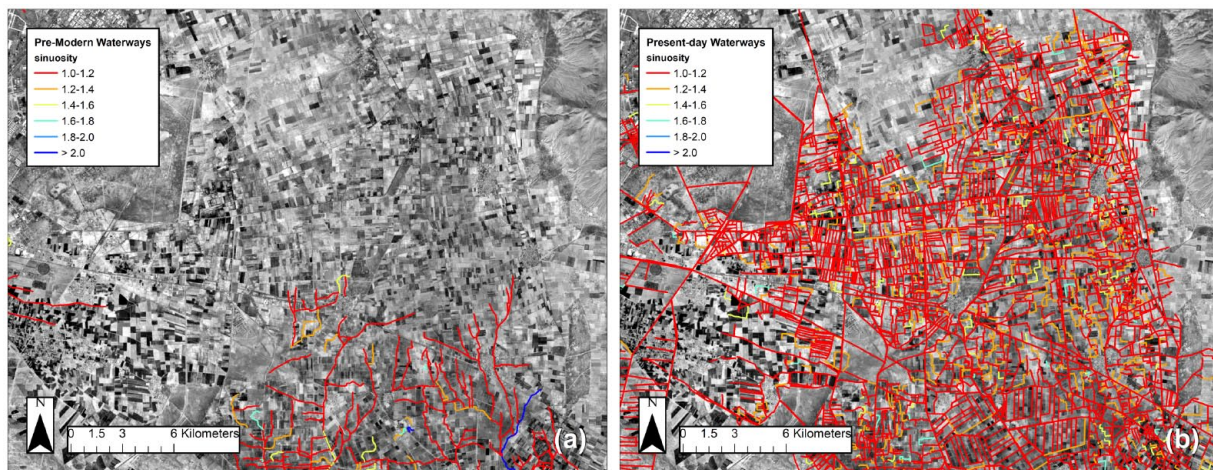 Pre-Modern Waterways
sinuosity
1.0-1.2
1.2-1.4
1.4-1.6
1.6-1.8
1.8-2.0
> 2.0
N
0 1.5 3 6 Kilometers
(a)
Present-day Waterways
sinuosity
1.0-1.2
1.2-1.4
1.4-1.6
1.6-1.8
1.8-2.0
> 2.0
N
0 1.5 3 6 Kilometers
(b)